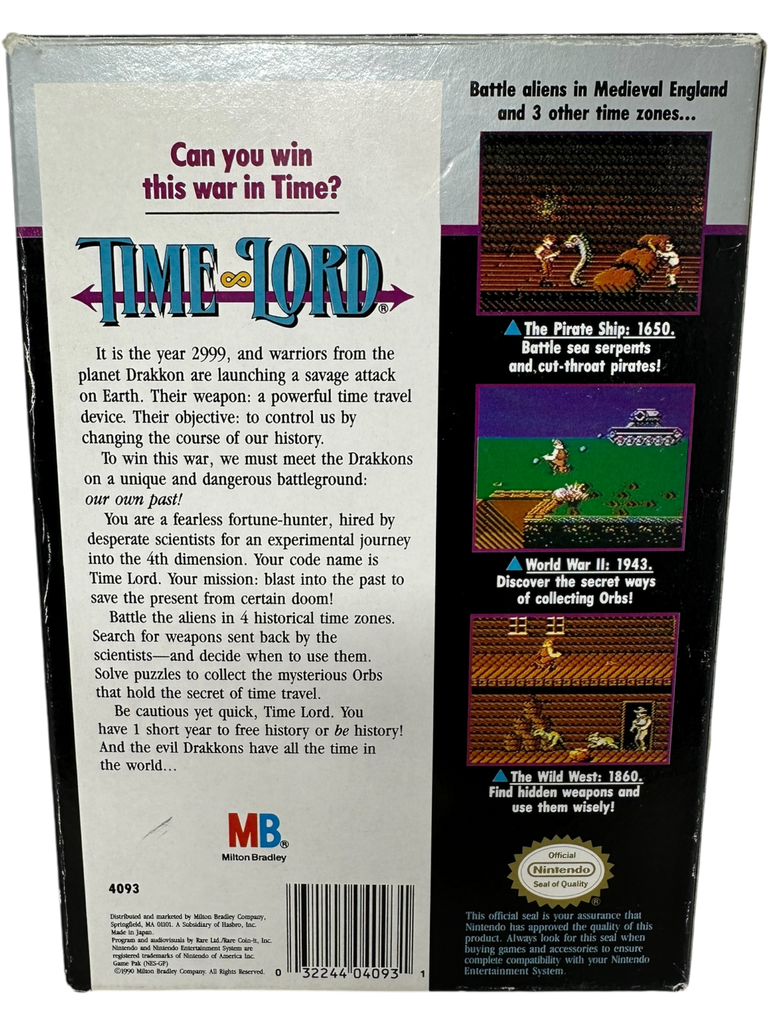 Can you win
this war in Time?
TIME LORD®
It is the year 2999, and warriors from the
planet Drakkon are launching a savage attack
on Earth. Their weapon: a powerful time travel
device. Their objective: to control us by
changing the course of our history.
To win this war, we must meet the Drakkons
on a unique and dangerous battleground:
our own past!
You are a fearless fortune-hunter, hired by
desperate scientists for an experimental journey
into the 4th dimension. Your code name is
Time Lord. Your mission: blast into the past to
save the present from certain doom!
Battle the aliens in 4 historical time zones.
Search for weapons sent back by the
scientists—and decide when to use them.
Solve puzzles to collect the mysterious Orbs
that hold the secret of time travel.
Be cautious yet quick, Time Lord. You
have 1 short year to free history or be history!
And the evil Drakkons have all the time in
the world...
MB®
Milton Bradley
4093
Distributed and marketed by Milton Bradley Company,
Springfield, MA 01101. A Subsidiary of Hasbro, Inc.
Made in Japan.
Program and audiovisuals by Rare Ltd./Rare Coin-It, Inc.
Nintendo and Nintendo Entertainment System are
registered trademarks of Nintendo of America Inc.
Game Pak (NES-GP)
©1990 Milton Bradley Company. All Rights Reserved.
0 32244 04093 1
Battle aliens in Medieval England
and 3 other time zones...
The Pirate Ship: 1650.
Battle sea serpents
and cut-throat pirates!
World War II: 1943.
Discover the secret ways
of collecting Orbs!
The Wild West: 1860.
Find hidden weapons and
use them wisely!
Official
Nintendo
Seal of Quality
®
This official seal is your assurance that
Nintendo has approved the quality of this
product. Always look for this seal when
buying games and accessories to ensure
complete compatibility with your Nintendo
Entertainment System.